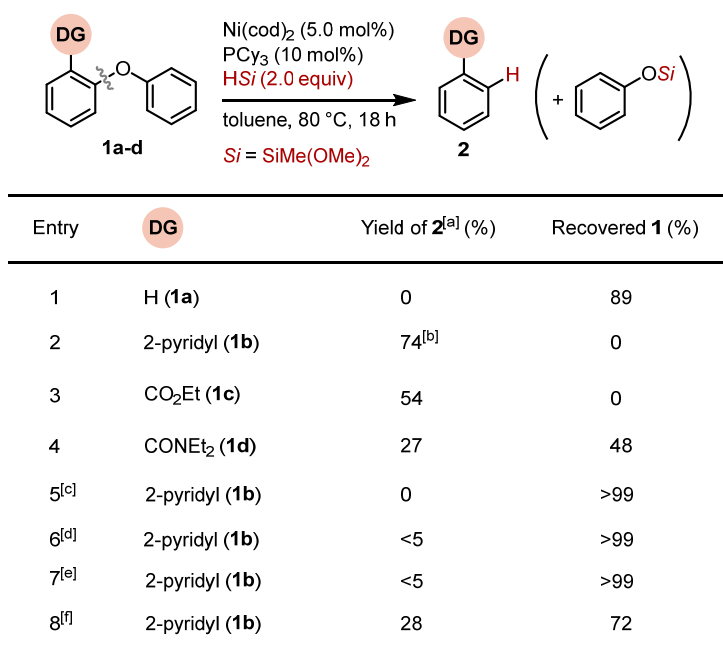 DG
O
1a-d
Ni(cod)2 (5.0 mol%)
PCy3 (10 mol%)
HSi (2.0 equiv)
toluene, 80 °C, 18 h
Si = SiMe(OMe)2
DG
H
2
( + OSi )
Entry DG Yield of 2[a] (%) Recovered 1 (%)
1 H (1a) 0 89
2 2-pyridyl (1b) 74[b] 0
3 CO2Et (1c) 54 0
4 CONEt2 (1d) 27 48
5[c] 2-pyridyl (1b) 0 >99
6[d] 2-pyridyl (1b) <5 >99
7[e] 2-pyridyl (1b) <5 >99
8[f] 2-pyridyl (1b) 28 72